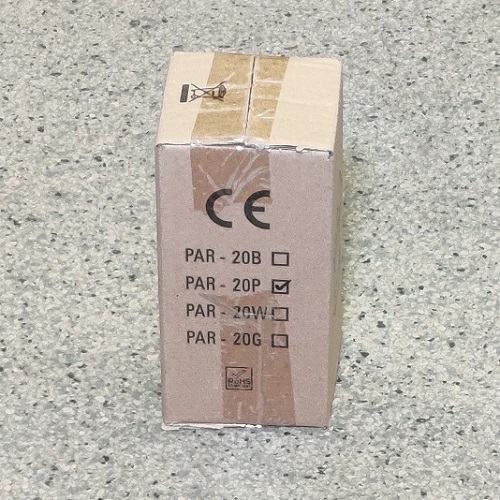 CE
PAR - 20B
PAR - 20P
PAR - 20W
PAR - 20G
RoHS